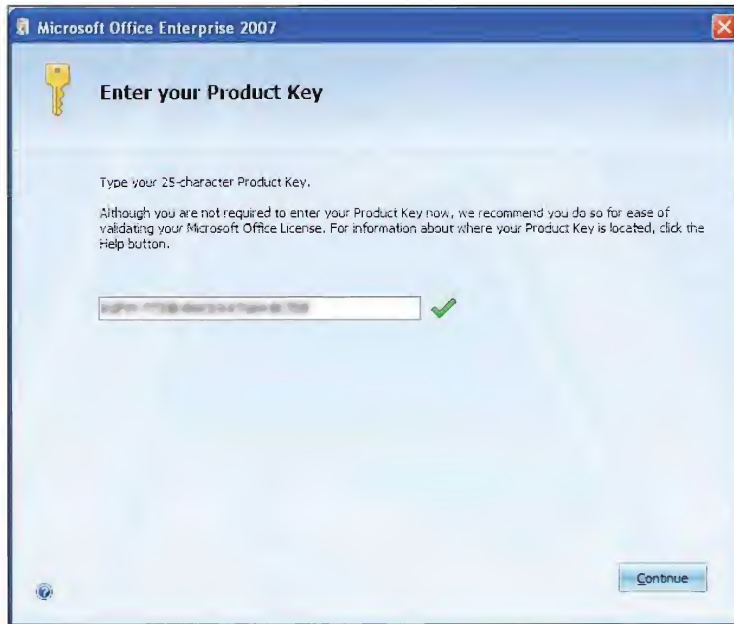 Microsoft Office Enterprise 2007
Enter your Product Key
Type your 25-character Product Key.
Although you are not required to enter your Product Key now, we recommend you do so for ease of
validating your Microsoft Office License. For information about where your Product Key is located, click the
Help button.
Continue